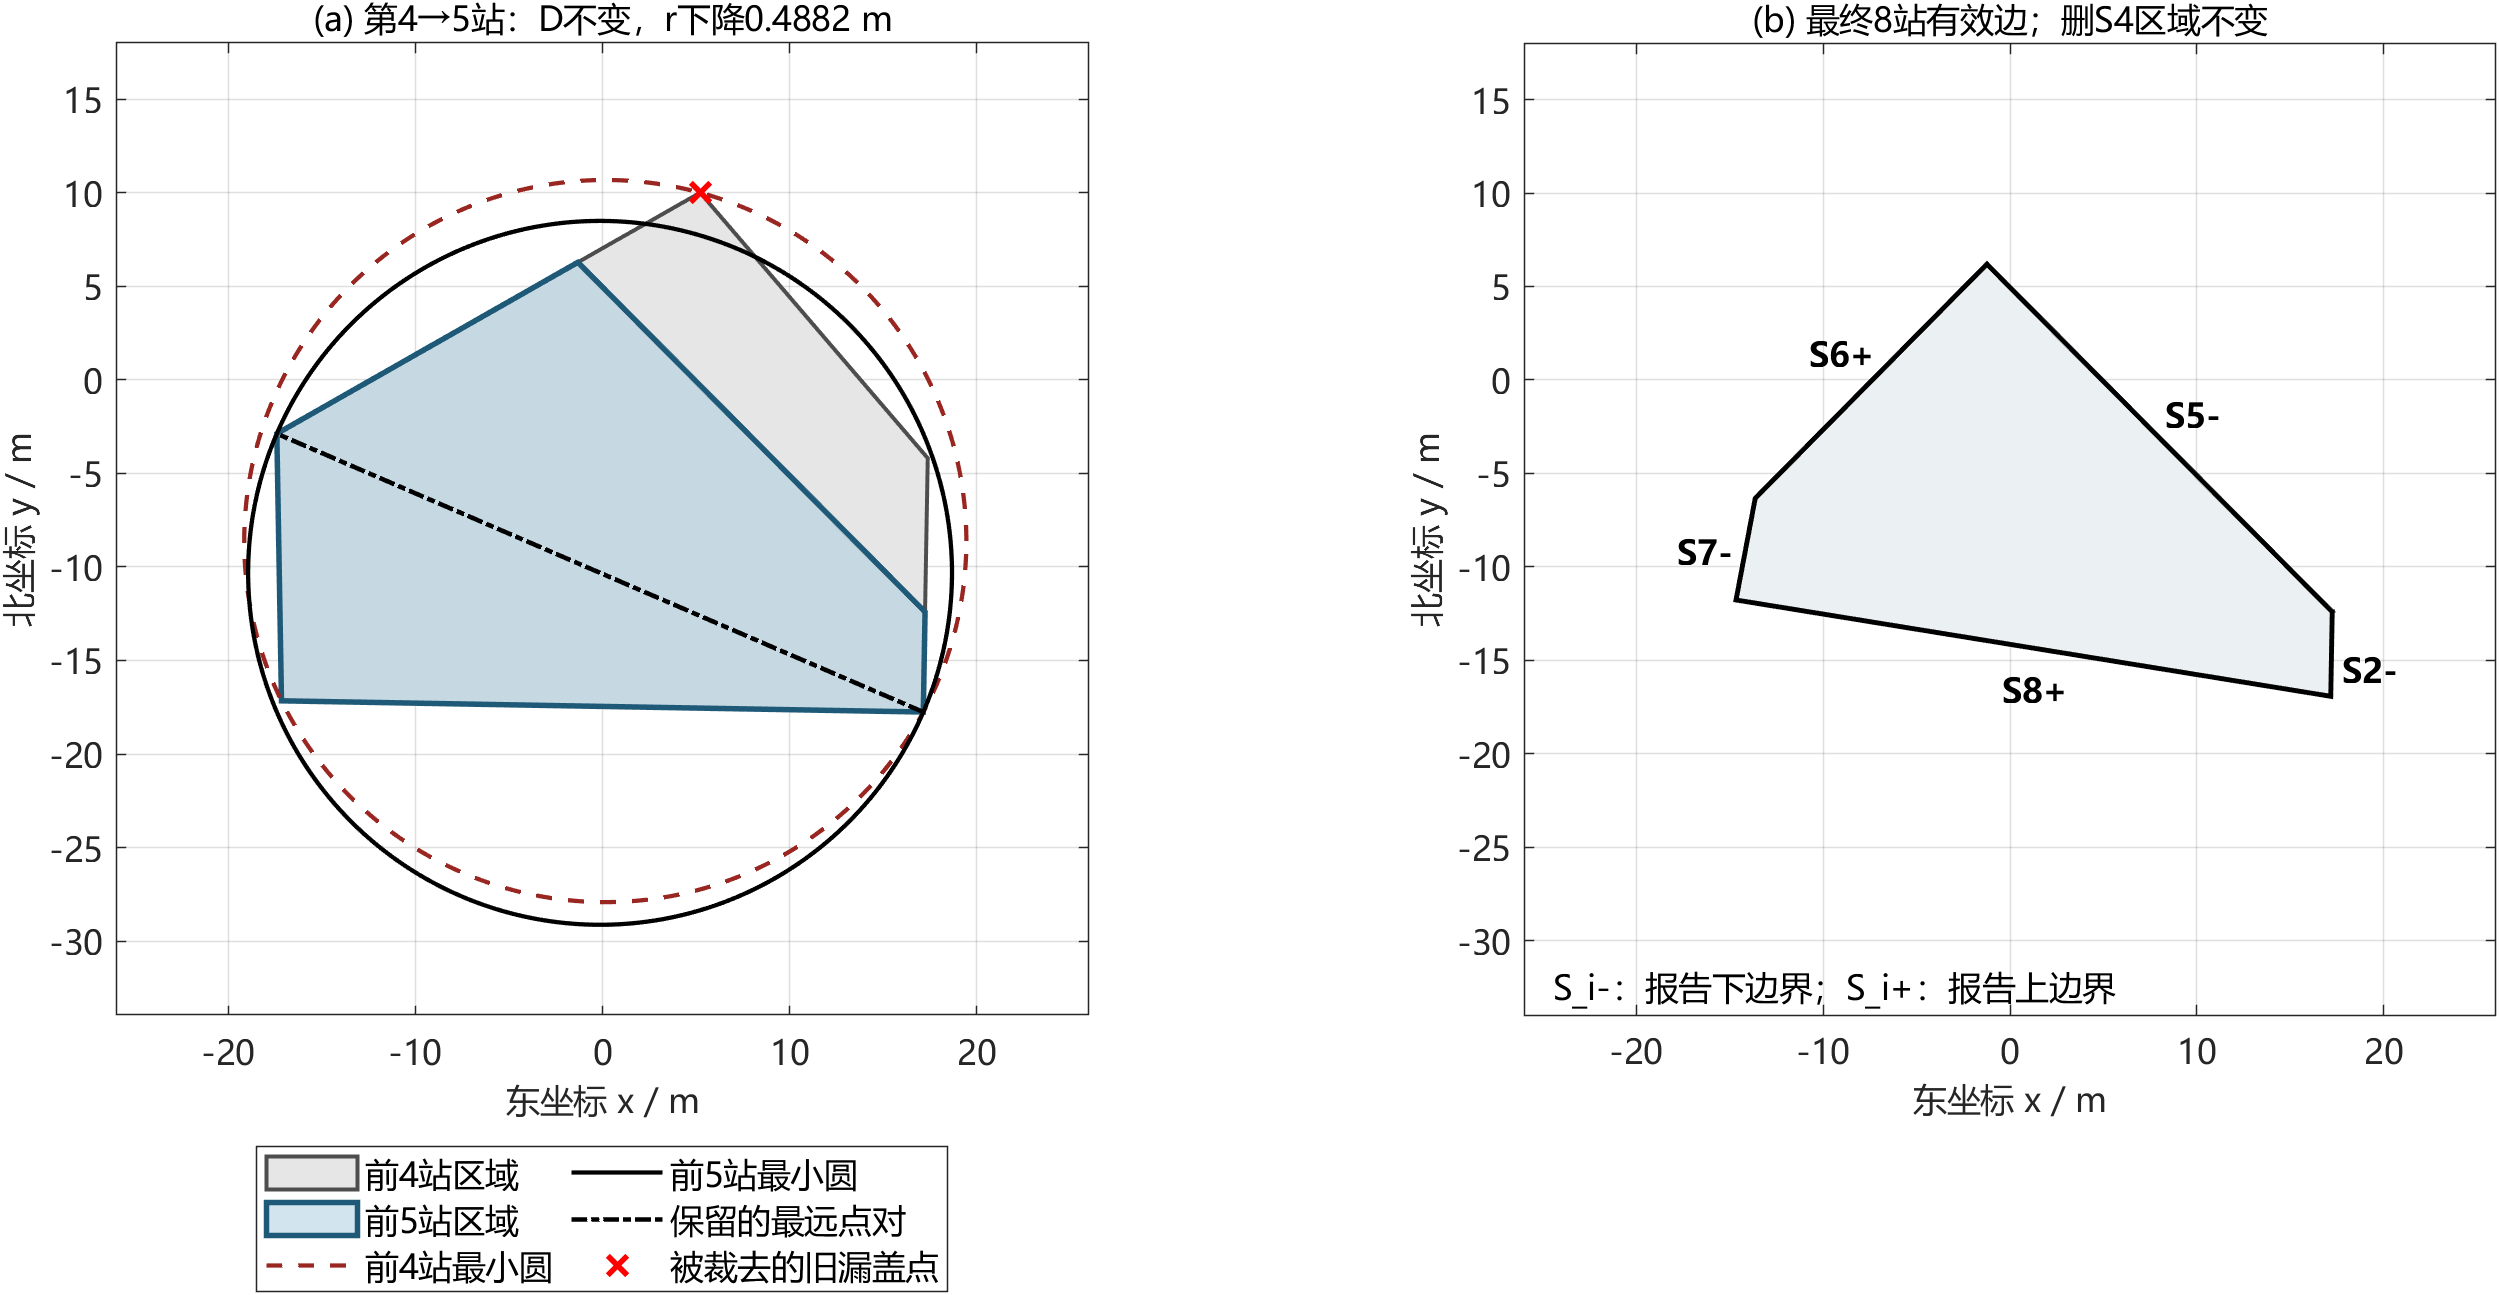 (a) 第4→5站：D不变，r下降0.4882 m
15
10
5
0
-5
-10
-15
-20
-25
-30
北坐标 y / m
-20
-10
0
10
20
东坐标 x / m
前4站区域
前5站区域
前4站最小圆
前5站最小圆
保留的最远点对
被裁去的旧漏盖点
(b) 最终8站有效边；删S4区域不变
15
10
5
0
-5
-10
-15
-20
-25
-30
北坐标 y / m
S6+
S5-
S7-
S8+
S2-
S_i-：报告下边界；S_i+：报告上边界
-20
-10
0
10
20
东坐标 x / m